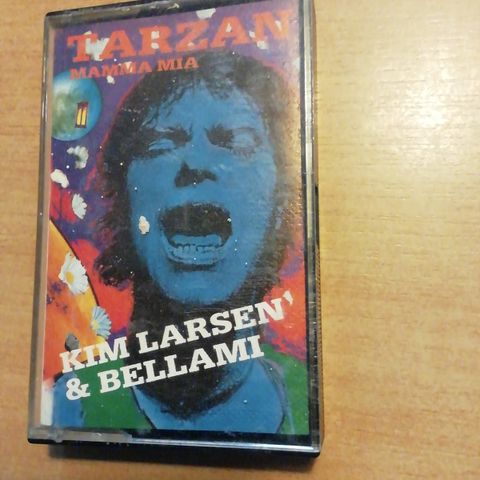 TARZAN
MAMMA MIA
KIM LARSEN'
& BELLAMI